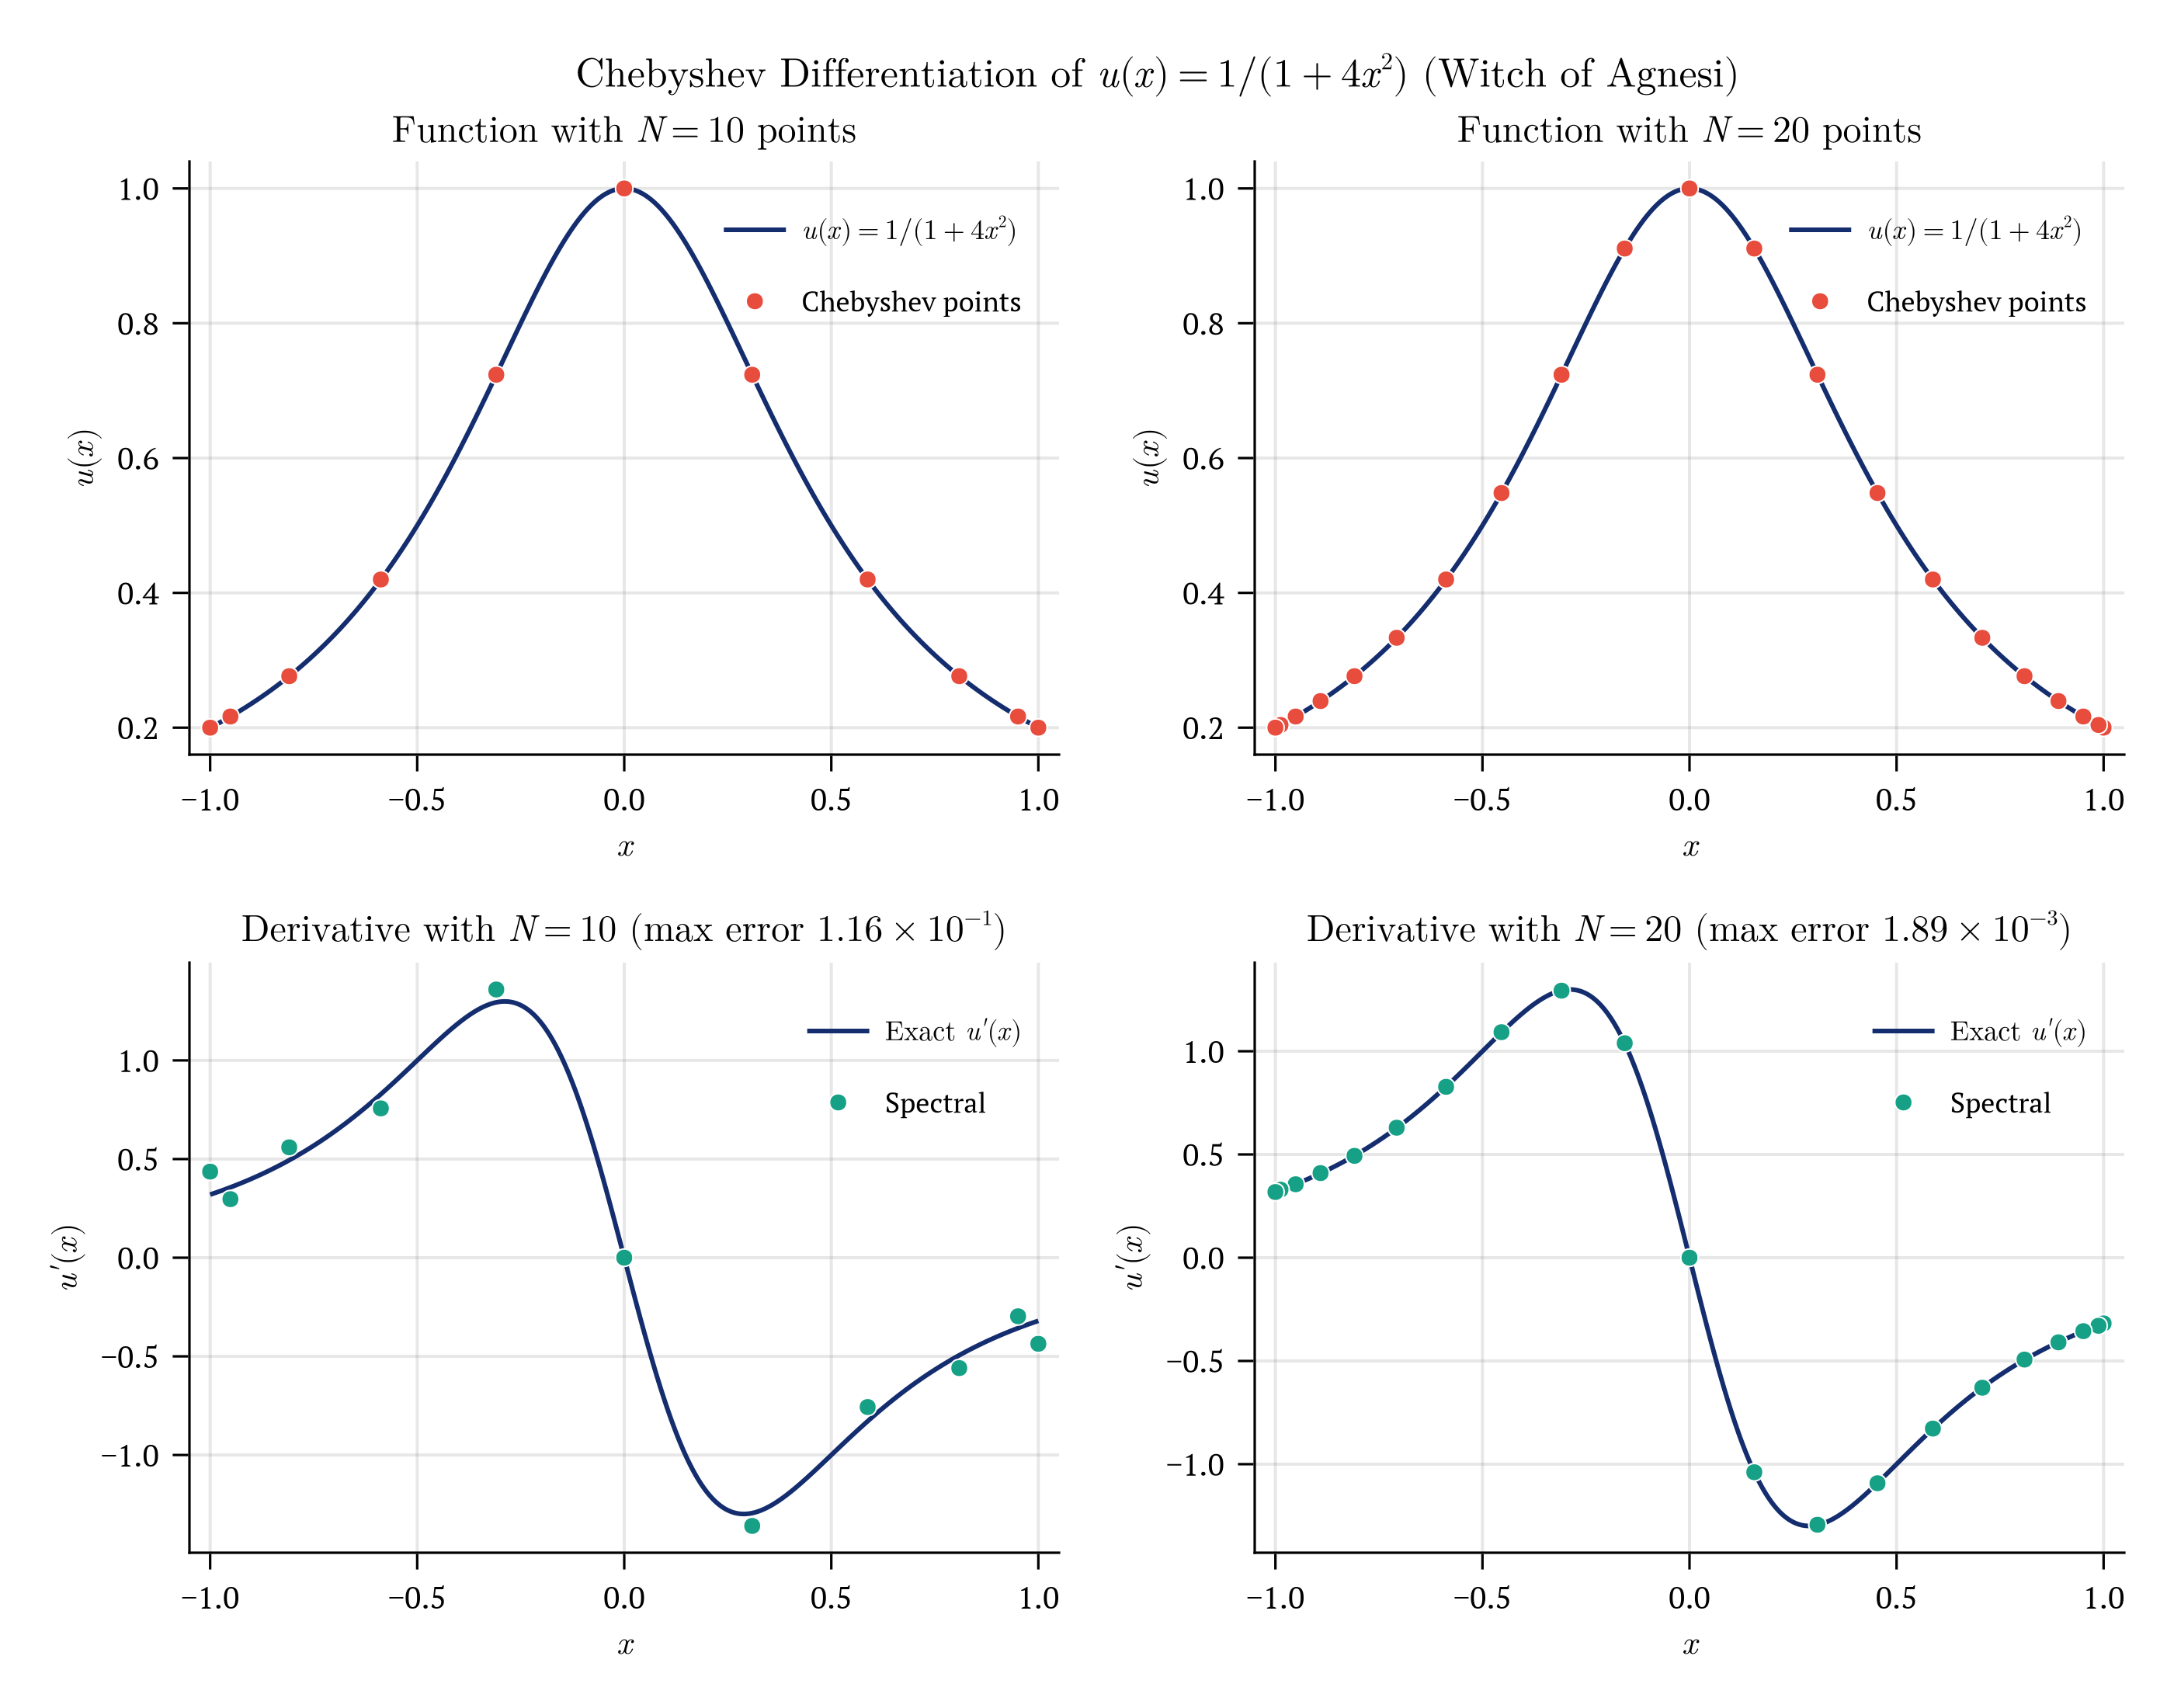 Chebyshev Differentiation of u(x) = 1/(1 + 4x²) (Witch of Agnesi)
Function with N = 10 points
1.0
0.8
0.6
0.4
0.2
u(x)
u(x) = 1/(1 + 4x²)
Chebyshev points
−1.0 −0.5 0.0 0.5 1.0
x
Function with N = 20 points
1.0
0.8
0.6
0.4
0.2
u(x)
u(x) = 1/(1 + 4x²)
Chebyshev points
−1.0 −0.5 0.0 0.5 1.0
x
Derivative with N = 10 (max error 1.16 × 10⁻¹)
1.0
0.5
0.0
−0.5
−1.0
u′(x)
Exact u′(x)
Spectral
−1.0 −0.5 0.0 0.5 1.0
x
Derivative with N = 20 (max error 1.89 × 10⁻³)
1.0
0.5
0.0
−0.5
−1.0
u′(x)
Exact u′(x)
Spectral
−1.0 −0.5 0.0 0.5 1.0
x